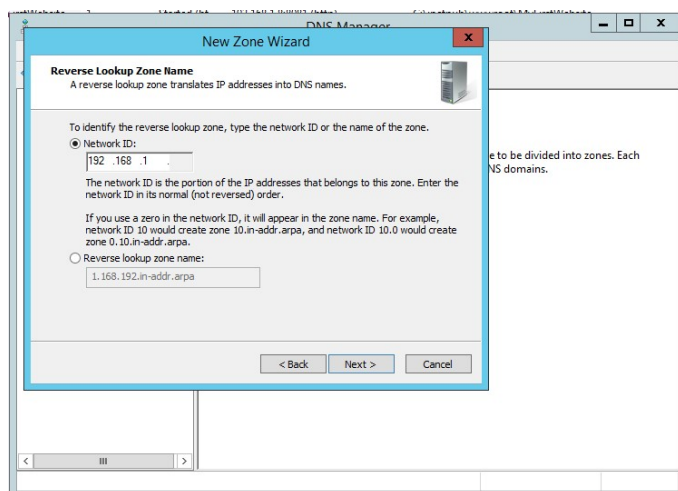 DNS Manager
New Zone Wizard
Reverse Lookup Zone Name
A reverse lookup zone translates IP addresses into DNS names.
To identify the reverse lookup zone, type the network ID or the name of the zone.
Network ID:
192 .168 .1 .
The network ID is the portion of the IP addresses that belongs to this zone. Enter the
network ID in its normal (not reversed) order.
If you use a zero in the network ID, it will appear in the zone name. For example,
network ID 10 would create zone 10.in-addr.arpa, and network ID 10.0 would create
zone 0.10.in-addr.arpa.
Reverse lookup zone name:
1.168.192.in-addr.arpa
< Back
Next >
Cancel
e to be divided into zones. Each
NS domains.